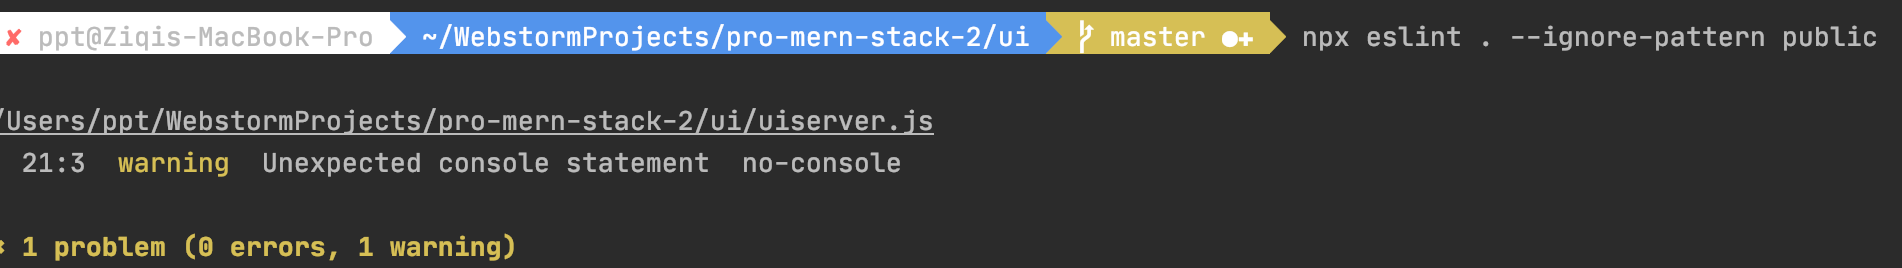 ✘ ppt@Ziqis-MacBook-Pro ~/WebstormProjects/pro-mern-stack-2/ui master ●+ npx eslint . --ignore-pattern public
/Users/ppt/WebstormProjects/pro-mern-stack-2/ui/uiserver.js
21:3 warning Unexpected console statement no-console
✖ 1 problem (0 errors, 1 warning)